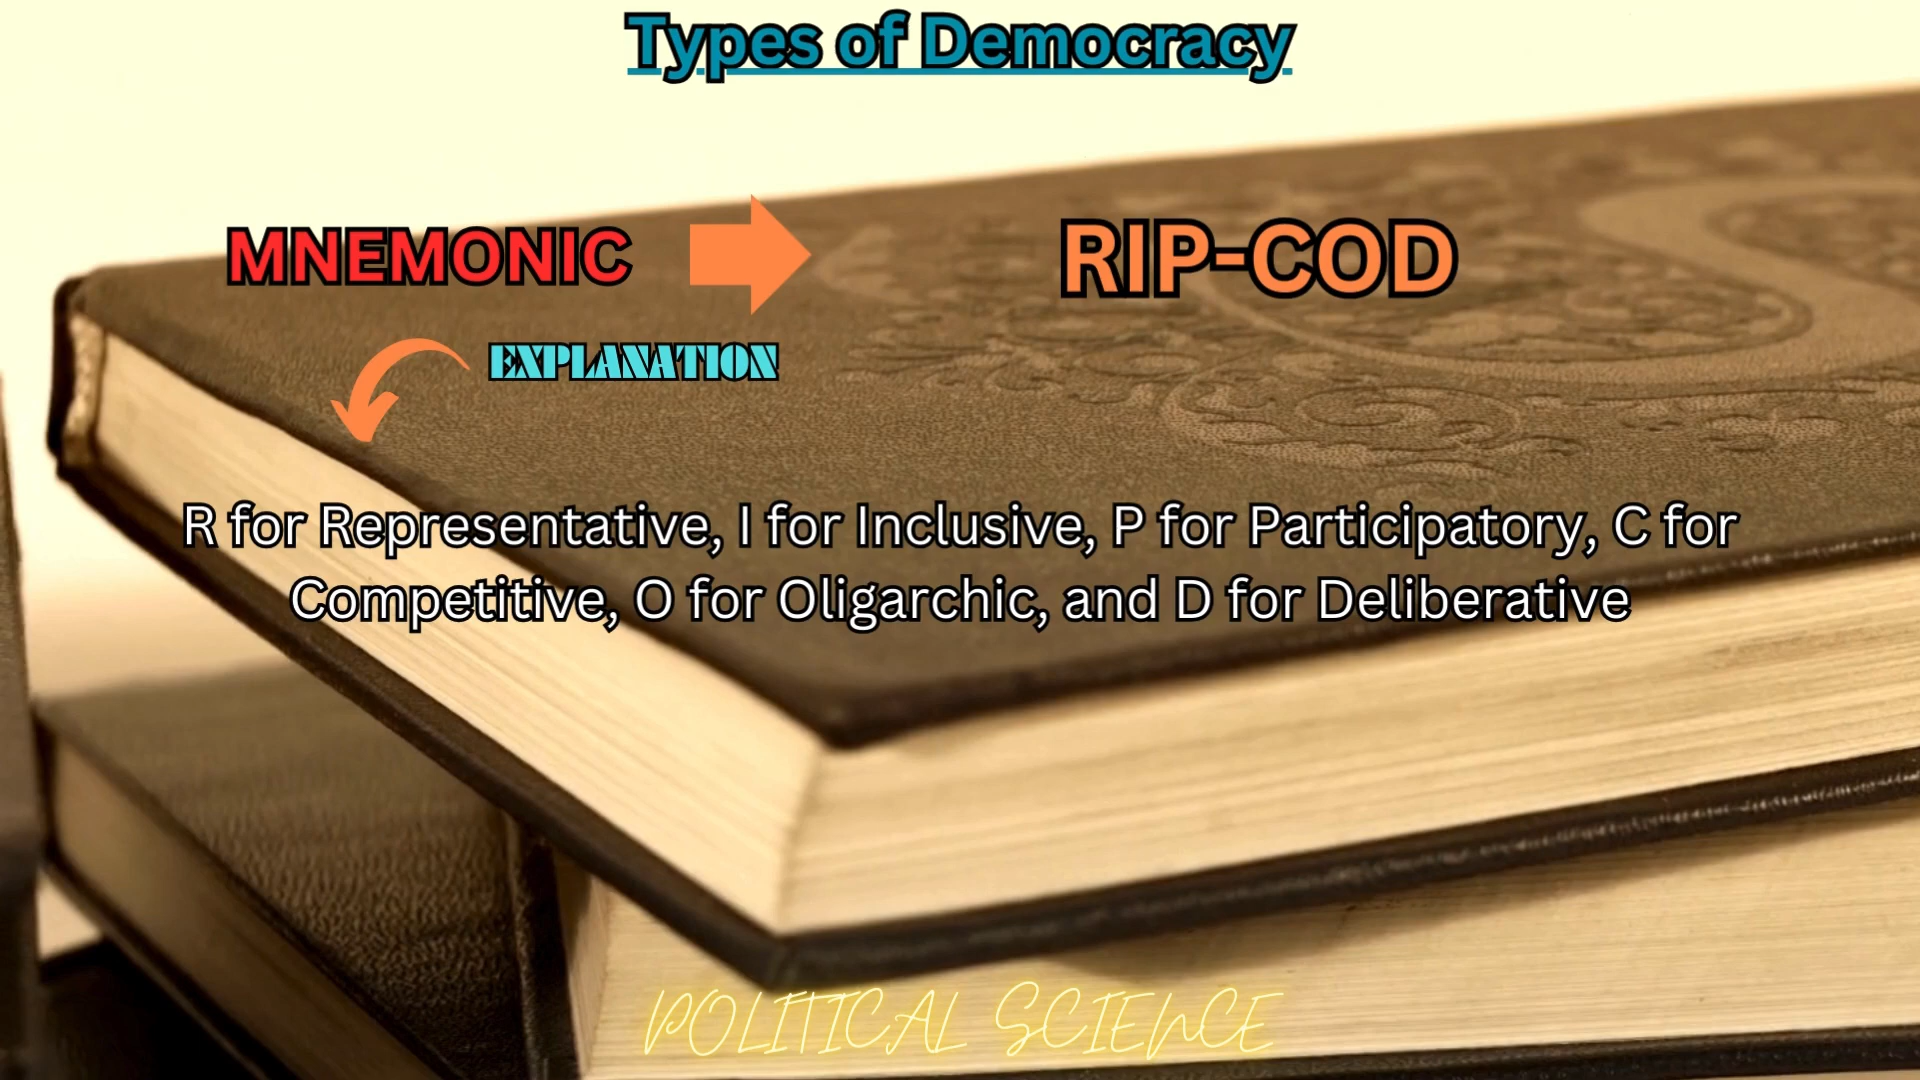 Types of Democracy
MNEMONIC
RIP-COD
EXPLANATION
R for Representative, I for Inclusive, P for Participatory, C for
Competitive, O for Oligarchic, and D for Deliberative
POLITICAL SCIENCE